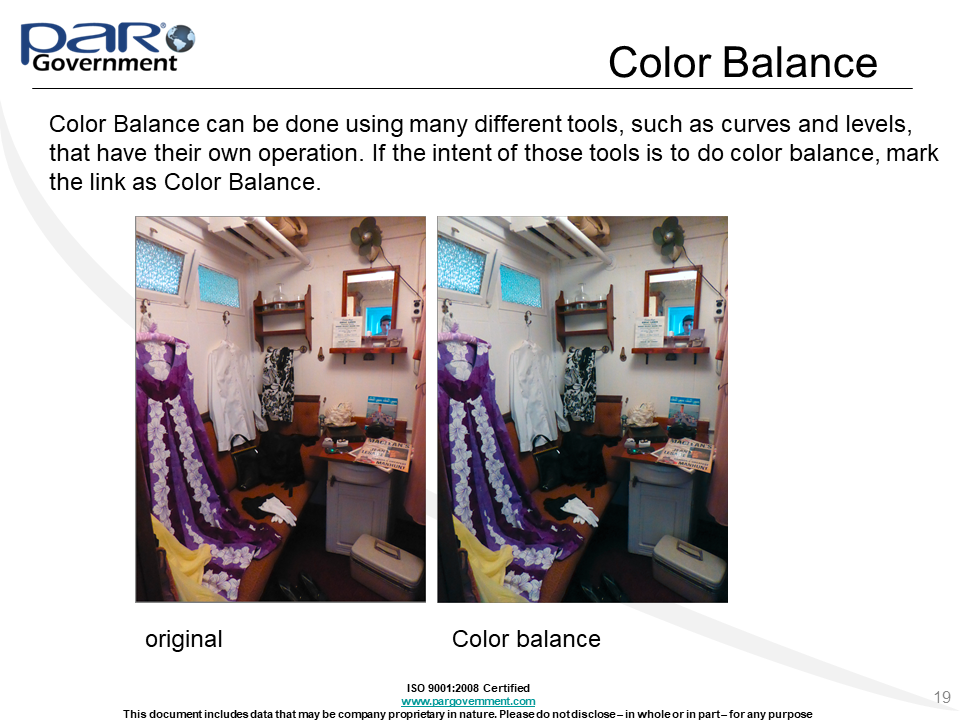 PAR® Government
Color Balance
Color Balance can be done using many different tools, such as curves and levels,
that have their own operation. If the intent of those tools is to do color balance, mark
the link as Color Balance.
MACLEAN'S
MANHUNT
MANHUNT
original
Color balance
ISO 9001:2008 Certified
www.pargovernment.com
This document includes data that may be company proprietary in nature. Please do not disclose – in whole or in part – for any purpose
19